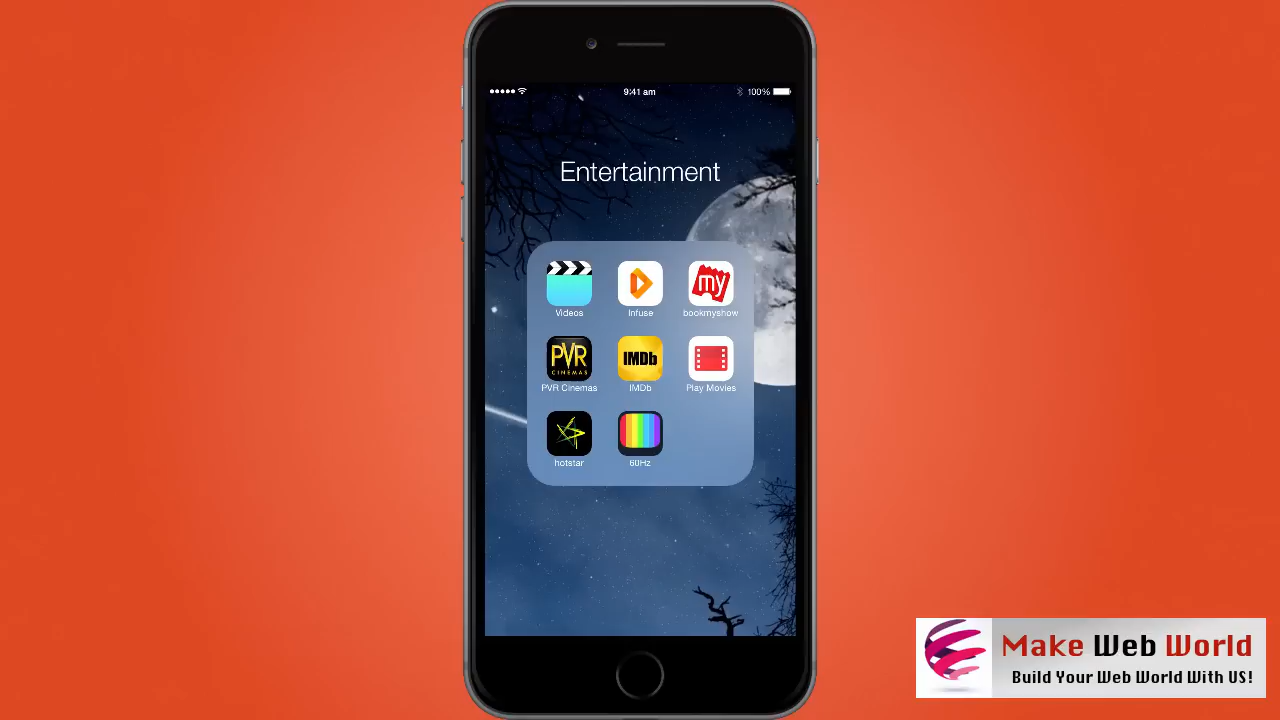 9:41 am
100%
Entertainment
Videos
Infuse
my
bookmyshow
PVR
CINEMAS
PVR Cinemas
IMDb
IMDb
Play Movies
hotstar
60Hz
Make Web World
Build Your Web World With US!